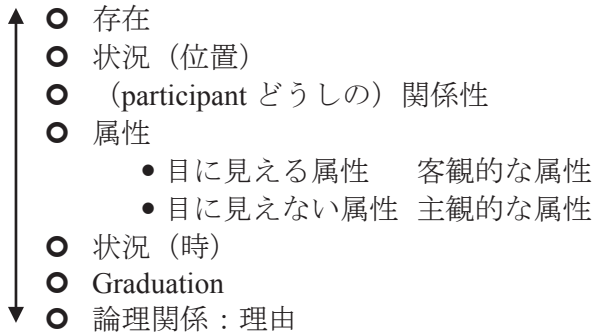 存在
状況（位置）
（participant どうしの）関係性
属性
目に見える属性　客観的な属性
目に見えない属性 主観的な属性
状況（時）
Graduation
論理関係：理由